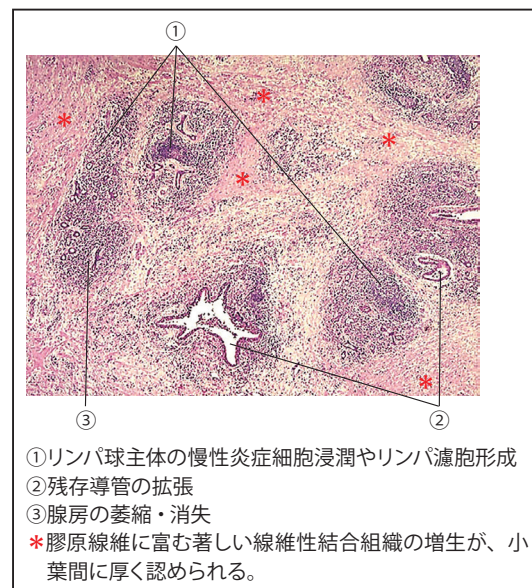 ①
③
②
①リンパ球主体の慢性炎症細胞浸潤やリンパ濾胞形成
②残存導管の拡張
③腺房の萎縮・消失
*膠原線維に富む著しい線維性結合組織の増生が、小
葉間に厚く認められる。